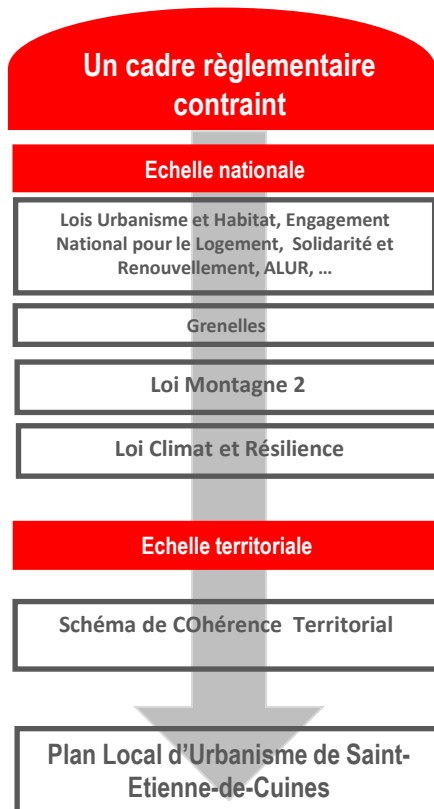 Un cadre règlementaire
contraint
Echelle nationale
Lois Urbanisme et Habitat, Engagement
National pour le Logement, Solidarité et
Renouvellement, ALUR, ...
Grenelles
Loi Montagne 2
Loi Climat et Résilience
Echelle territoriale
Schéma de COhérence Territorial
Plan Local d'Urbanisme de Saint-
Etienne-de-Cuines